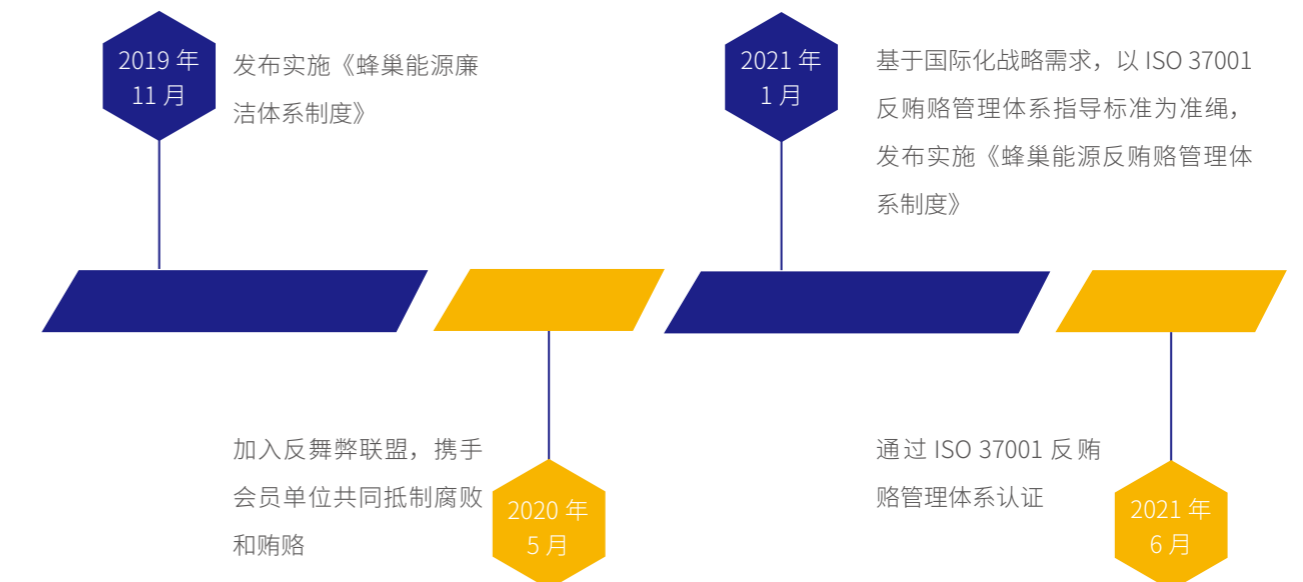 2019 年
11 月
发布实施《蜂巢能源廉
洁体系制度》
2021 年
1 月
基于国际化战略需求，以 ISO 37001
反贿赂管理体系指导标准为准绳，
发布实施《蜂巢能源反贿赂管理体
系制度》
加入反舞弊联盟，携手
会员单位共同抵制腐败
和贿赂
2020 年
5 月
通过 ISO 37001 反贿
赂管理体系认证
2021 年
6 月